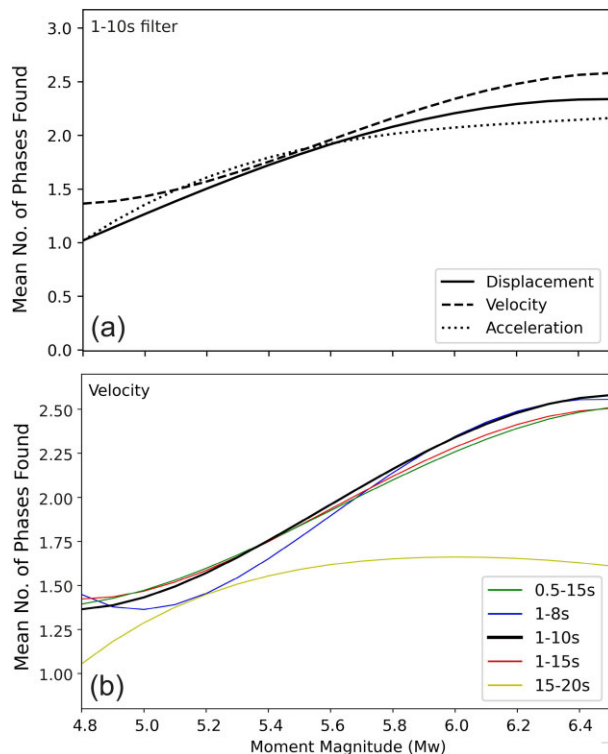 1-10s filter
3.0
2.5
2.0
1.5
1.0
0.5
0.0
Mean No. of Phases Found
(a)
Displacement
Velocity
Acceleration
Velocity
2.50
2.25
2.00
1.75
1.50
1.25
1.00
Mean No. of Phases Found
(b)
0.5-15s
1-8s
1-10s
1-15s
15-20s
4.8 5.0 5.2 5.4 5.6 5.8 6.0 6.2 6.4
Moment Magnitude (Mw)